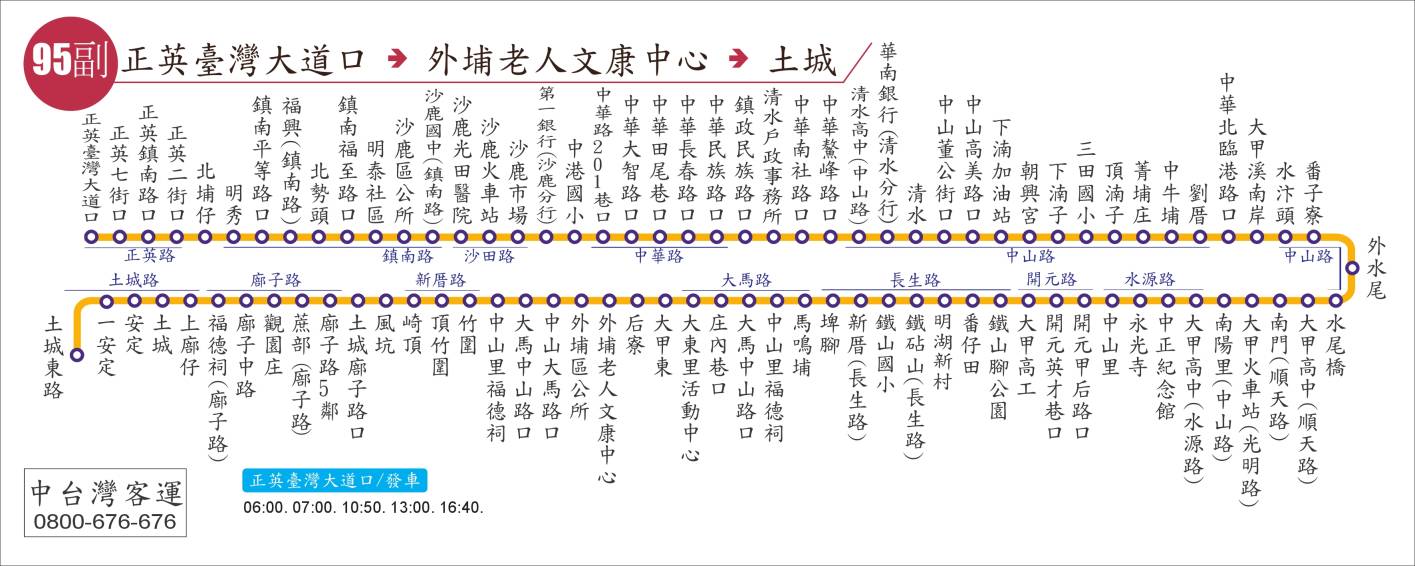 95副
正英臺灣大道口 → 外埔老人文康中心 → 土城
正英臺灣大道口
正英七街口
正英鎮南路口
正英二街口
北埔仔
明秀
鎮南平等路口
福興(鎮南路)
北勢頭
鎮南福至路口
明泰社區
沙鹿區公所
沙鹿國中(鎮南路)
沙鹿光田醫院
沙鹿火車站
沙鹿市場
第一銀行(沙鹿分行)
中港國小
中華路201巷口
中華大智路口
中華田尾巷口
中華長春路口
中華民族路口
鎮政民族路口
清水戶政事務所
中華南社路口
中華鰲峰路口
清水高中(中山路)
華南銀行(清水分行)
清水
中山董公街口
中山高美路口
下湳加油站
朝興宮
下湳子
三田國小
頂湳子
菁埔庄
中牛埔
劉厝
中華北臨港路口
大甲溪南岸
水汴頭
番子寮
外水尾
正英路
鎮南路
沙田路
中華路
中山路
中山路
土城路
廍子路
新厝路
大馬路
長生路
開元路
水源路
土城東路
一安定
安定
土城
上廍仔
福德祠(廍子路)
廍子中路
觀園庄
蔗部(廍子路)
廍子路5鄰
土城廍子路口
風坑
崎頂
頂竹圍
竹圍
中山里福德祠
大馬中山路口
中山大馬路口
外埔區公所
外埔老人文康中心
后寮
大甲東
大東里活動中心
庄內巷口
大馬中山路口
中山里福德祠
馬鳴埔
埤腳
新厝(長生路)
鐵山國小
鐵砧山(長生路)
明湖新村
番仔田
鐵山腳公園
大甲高工
開元英才巷口
開元甲后路口
中山里
永光寺
中正紀念館
大甲高中(水源路)
南陽里(中山路)
大甲火車站(光明路)
南門(順天路)
大甲高中(順天路)
水尾橋
中台灣客運
0800-676-676
正英臺灣大道口/發車
06:00. 07:00. 10:50. 13:00. 16:40.